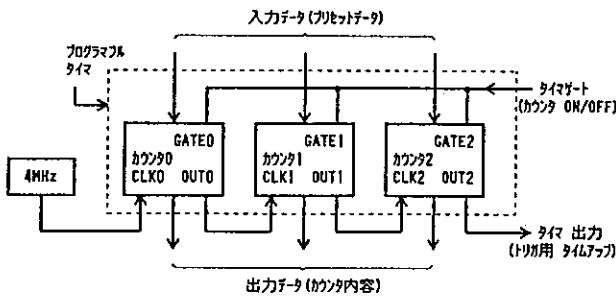 入力データ(プリセットデータ)
プログラマブル
タイマ
タイマゲート
(カウンタ ON/OFF)
GATE0
カウンタ0
CLK0 OUT0
GATE1
カウンタ1
CLK1 OUT1
GATE2
カウンタ2
CLK2 OUT2
4MHz
タイマ 出力
(トリガ用 タイムアップ)
出力データ(カウンタ内容)